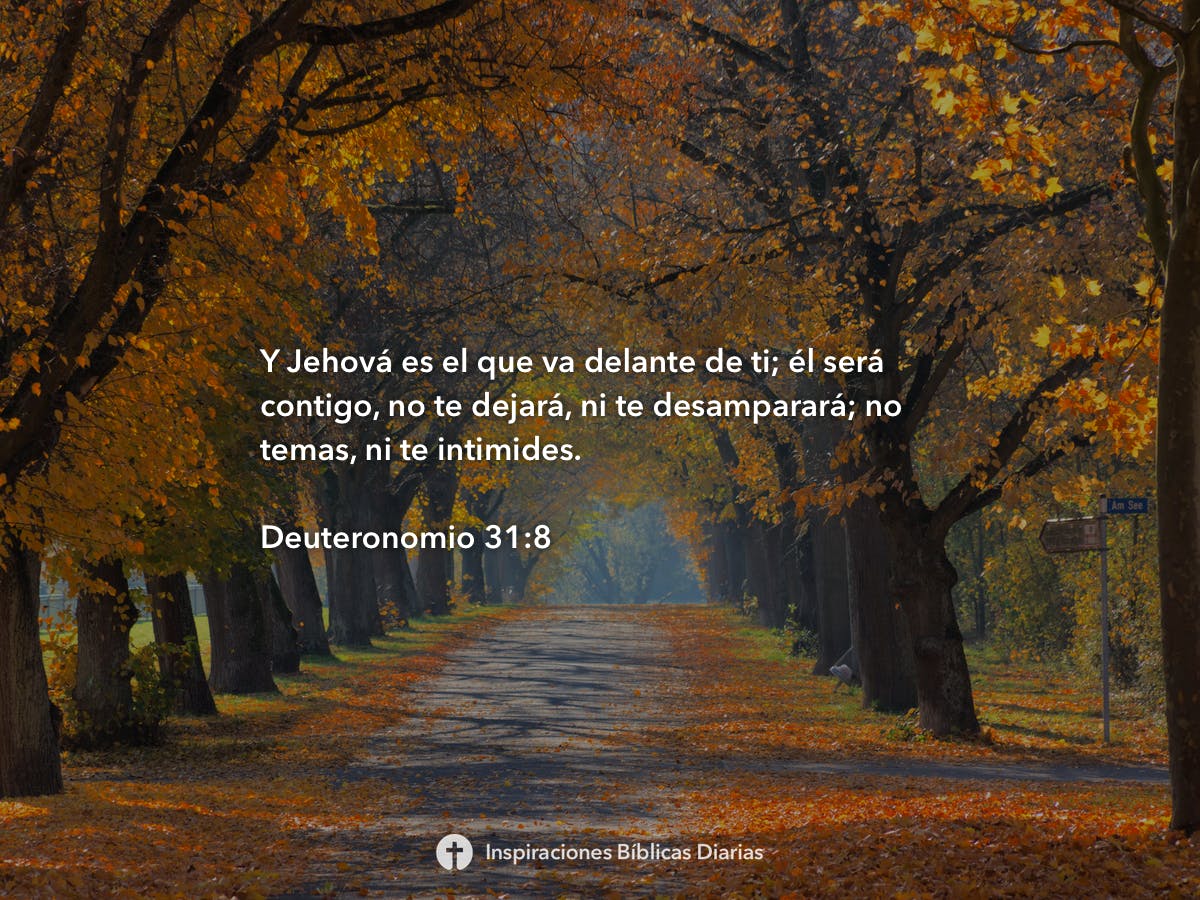 Y Jehová es el que va delante de ti; él será
contigo, no te dejará, ni te desamparará; no
temas, ni te intimides.
Deuteronomio 31:8
Am See
Inspiraciones Bíblicas Diarias